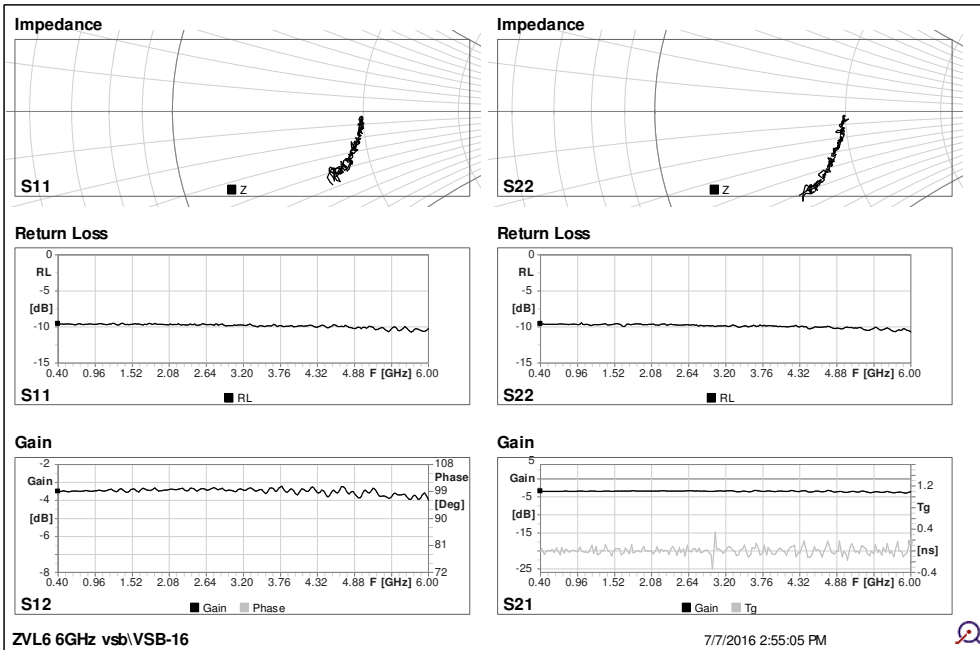 Impedance
Impedance
S11
Z
S22
Z
Return Loss
Return Loss
0
RL
-5
[dB]
-10
-15
0.40 0.96 1.52 2.08 2.64 3.20 3.76 4.32 4.88 F [GHz] 6.00
S11
RL
0
RL
-5
[dB]
-10
-15
0.40 0.96 1.52 2.08 2.64 3.20 3.76 4.32 4.88 F [GHz] 6.00
S22
RL
Gain
Gain
-2
Gain
-4
[dB]
-6
-8
108
Phase
99
[Deg]
90
81
72
0.40 0.96 1.52 2.08 2.64 3.20 3.76 4.32 4.88 F [GHz] 6.00
S12
Gain Phase
5
Gain
-5
[dB]
-15
-25
1.2
Tg
0.4
[ns]
-0.4
0.40 0.96 1.52 2.08 2.64 3.20 3.76 4.32 4.88 F [GHz] 6.00
S21
Gain Tg
ZVL6 6GHz vsb\VSB-16
7/7/2016 2:55:05 PM